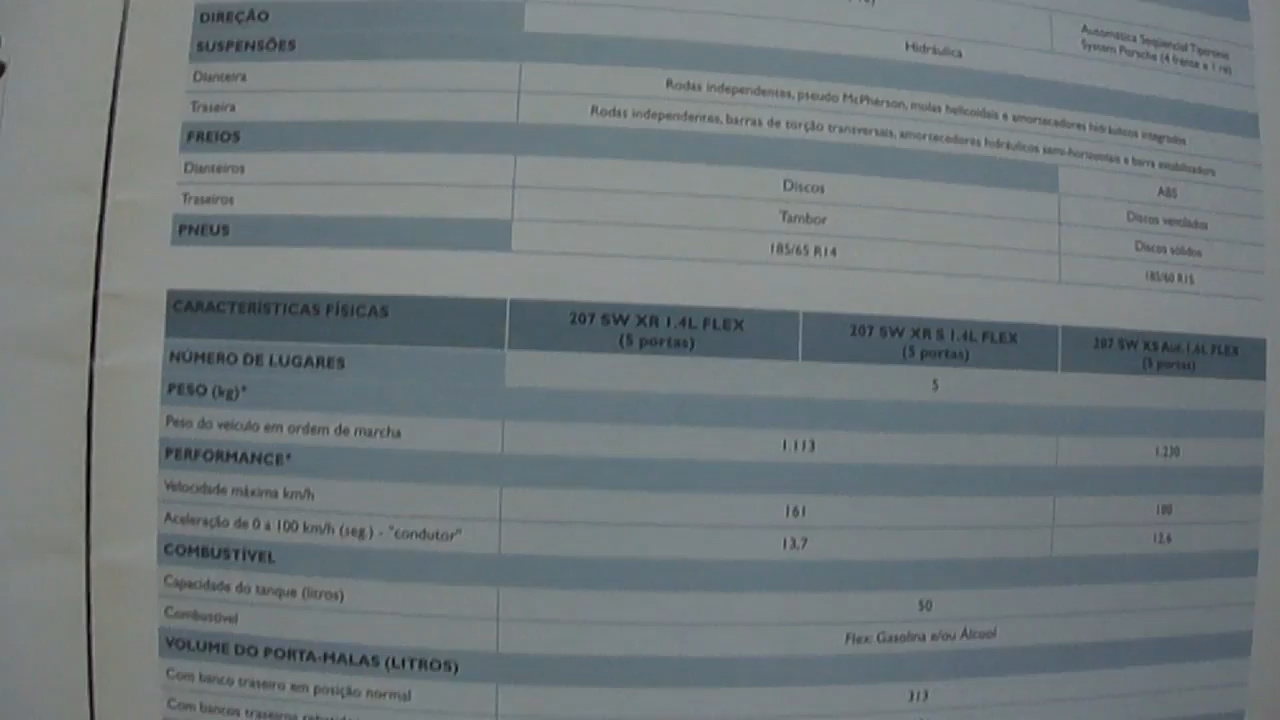 DIREÇÃO
Hidráulica
Automática Seqüencial Tiptronic
System Porsche (4 frente e 1 ré)
SUSPENSÕES
Dianteira
Rodas independentes, pseudo McPherson, molas helicoidais e amortecedores hidráulicos integrados
Traseira
Rodas independentes, barras de torção transversais, amortecedores hidráulicos semi-horizontais e barra estabilizadora
FREIOS
ABS
Dianteiros
Discos
Discos ventilados
Traseiros
Tambor
Discos sólidos
PNEUS
185/65 R14
185/60 R15
CARACTERÍSTICAS FÍSICAS
207 SW XR 1.4L FLEX
(5 portas)
207 SW XR S 1.4L FLEX
(5 portas)
207 SW XS Aut. 1.6L FLEX
(5 portas)
NÚMERO DE LUGARES
5
PESO (kg)*
Peso do veículo em ordem de marcha
1.113
1.230
PERFORMANCE*
Velocidade máxima km/h
161
180
Aceleração de 0 a 100 km/h (seg.) - "condutor"
13,7
12,6
COMBUSTÍVEL
Capacidade do tanque (litros)
50
Combustível
Flex: Gasolina e/ou Álcool
VOLUME DO PORTA-MALAS (LITROS)
Com banco traseiro em posição normal
313
Com bancos traseiros